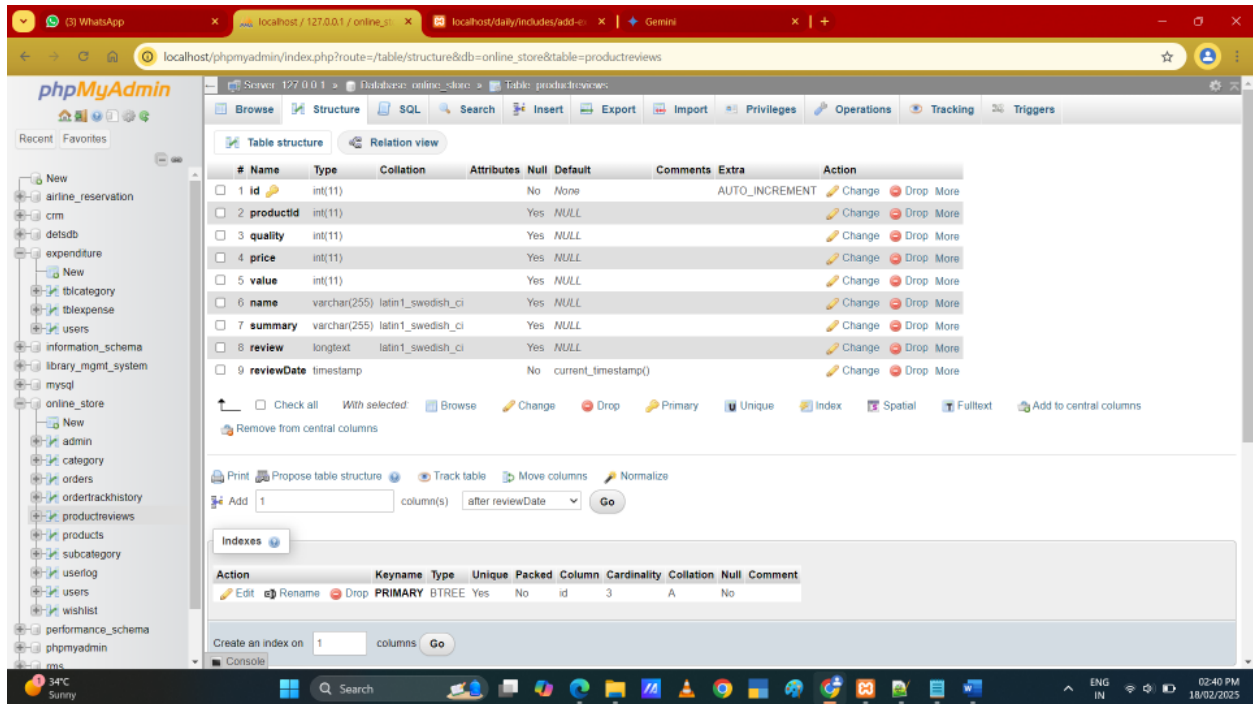 (3) WhatsApp
localhost / 127.0.0.1 / online_st
localhost/daily/includes/add-e
Gemini
localhost/phpmyadmin/index.php?route=/table/structure&db=online_store&table=productreviews
phpMyAdmin
Recent Favorites
New
airline_reservation
crm
detsdb
expenditure
New
tblcategory
tblexpense
users
information_schema
library_mgmt_system
mysql
online_store
New
admin
category
orders
ordertrackhistory
productreviews
products
subcategory
userlog
users
wishlist
performance_schema
phpmyadmin
rms
Server: 127.0.0.1 » Database: online_store » Table: productreviews
Browse Structure SQL Search Insert Export Import Privileges Operations Tracking Triggers
Table structure Relation view
# Name Type Collation Attributes Null Default Comments Extra Action
1 id int(11) No None AUTO_INCREMENT Change Drop More
2 productId int(11) Yes NULL Change Drop More
3 quality int(11) Yes NULL Change Drop More
4 price int(11) Yes NULL Change Drop More
5 value int(11) Yes NULL Change Drop More
6 name varchar(255) latin1_swedish_ci Yes NULL Change Drop More
7 summary varchar(255) latin1_swedish_ci Yes NULL Change Drop More
8 review longtext latin1_swedish_ci Yes NULL Change Drop More
9 reviewDate timestamp No current_timestamp() Change Drop More
Check all With selected: Browse Change Drop Primary Unique Index Spatial Fulltext Add to central columns
Remove from central columns
Print Propose table structure Track table Move columns Normalize
Add 1 column(s) after reviewDate Go
Indexes
Action Keyname Type Unique Packed Column Cardinality Collation Null Comment
Edit Rename Drop PRIMARY BTREE Yes No id 3 A No
Create an index on 1 columns Go
Console
1
34°C
Sunny
Search
ENG
IN
02:40 PM
18/02/2025